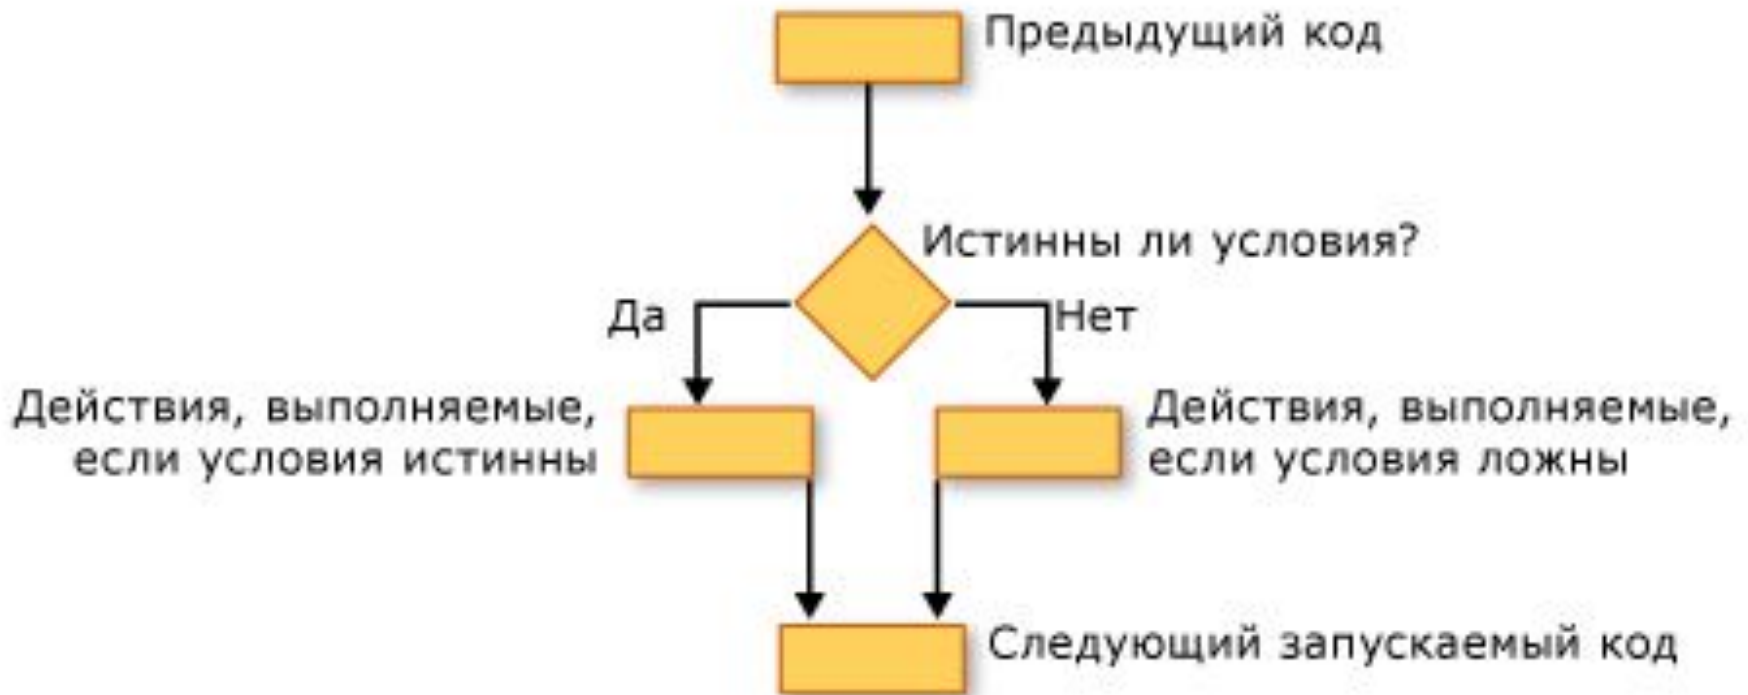 Предыдущий код
Истинны ли условия?
Да
Нет
Действия, выполняемые,
если условия истинны
Действия, выполняемые,
если условия ложны
Следующий запускаемый код